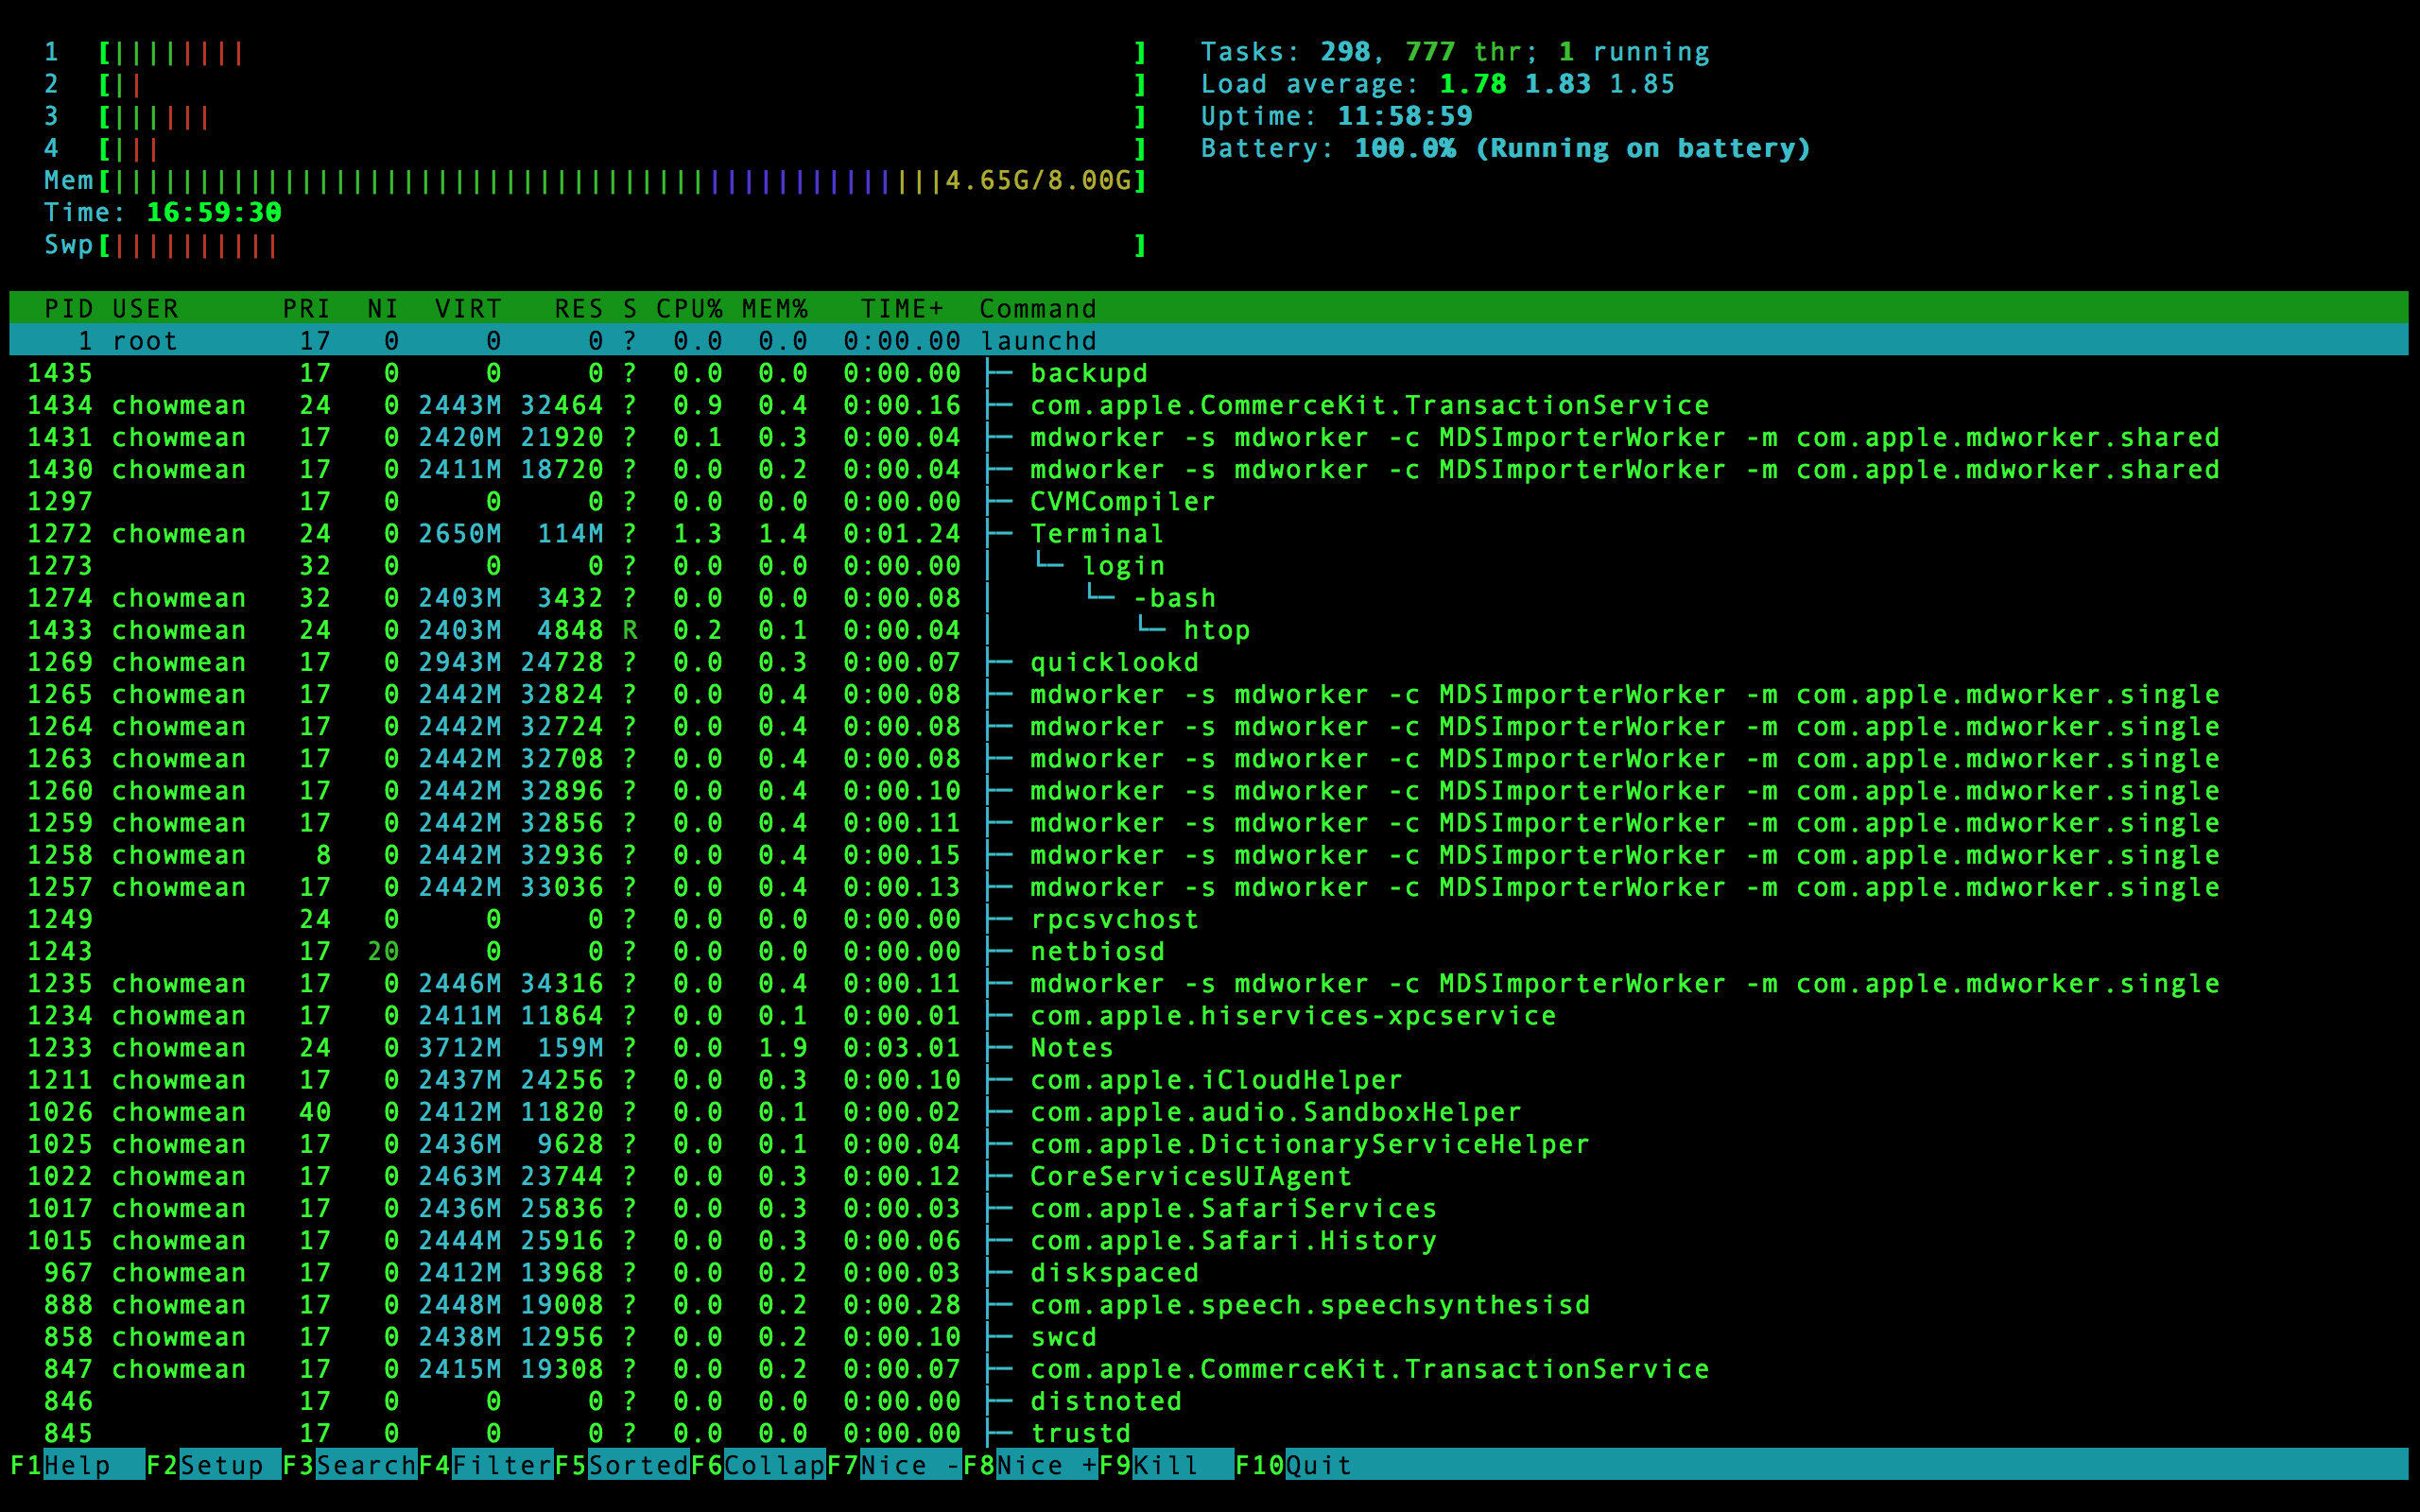 1 [|||||||| ] Tasks: 298, 777 thr; 1 running
2 [|| ] Load average: 1.78 1.83 1.85
3 [|||||| ] Uptime: 11:58:59
4 [||| ] Battery: 100.0% (Running on battery)
Mem[|||||||||||||||||||||||||||||||||||||||||||||||||4.65G/8.00G]
Time: 16:59:30
Swp[|||||||||| ]
PID USER PRI NI VIRT RES S CPU% MEM% TIME+ Command
1 root 17 0 0 0 ? 0.0 0.0 0:00.00 launchd
1435 17 0 0 0 ? 0.0 0.0 0:00.00 ├─ backupd
1434 chowmean 24 0 2443M 32464 ? 0.9 0.4 0:00.16 ├─ com.apple.CommerceKit.TransactionService
1431 chowmean 17 0 2420M 21920 ? 0.1 0.3 0:00.04 ├─ mdworker -s mdworker -c MDSImporterWorker -m com.apple.mdworker.shared
1430 chowmean 17 0 2411M 18720 ? 0.0 0.2 0:00.04 ├─ mdworker -s mdworker -c MDSImporterWorker -m com.apple.mdworker.shared
1297 17 0 0 0 ? 0.0 0.0 0:00.00 ├─ CVMCompiler
1272 chowmean 24 0 2650M 114M ? 1.3 1.4 0:01.24 ├─ Terminal
1273 32 0 0 0 ? 0.0 0.0 0:00.00 │ └─ login
1274 chowmean 32 0 2403M 3432 ? 0.0 0.0 0:00.08 │ └─ -bash
1433 chowmean 24 0 2403M 4848 R 0.2 0.1 0:00.04 │ └─ htop
1269 chowmean 17 0 2943M 24728 ? 0.0 0.3 0:00.07 ├─ quicklookd
1265 chowmean 17 0 2442M 32824 ? 0.0 0.4 0:00.08 ├─ mdworker -s mdworker -c MDSImporterWorker -m com.apple.mdworker.single
1264 chowmean 17 0 2442M 32724 ? 0.0 0.4 0:00.08 ├─ mdworker -s mdworker -c MDSImporterWorker -m com.apple.mdworker.single
1263 chowmean 17 0 2442M 32708 ? 0.0 0.4 0:00.08 ├─ mdworker -s mdworker -c MDSImporterWorker -m com.apple.mdworker.single
1260 chowmean 17 0 2442M 32896 ? 0.0 0.4 0:00.10 ├─ mdworker -s mdworker -c MDSImporterWorker -m com.apple.mdworker.single
1259 chowmean 17 0 2442M 32856 ? 0.0 0.4 0:00.11 ├─ mdworker -s mdworker -c MDSImporterWorker -m com.apple.mdworker.single
1258 chowmean 8 0 2442M 32936 ? 0.0 0.4 0:00.15 ├─ mdworker -s mdworker -c MDSImporterWorker -m com.apple.mdworker.single
1257 chowmean 17 0 2442M 33036 ? 0.0 0.4 0:00.13 ├─ mdworker -s mdworker -c MDSImporterWorker -m com.apple.mdworker.single
1249 24 0 0 0 ? 0.0 0.0 0:00.00 ├─ rpcsvchost
1243 17 20 0 0 ? 0.0 0.0 0:00.00 ├─ netbiosd
1235 chowmean 17 0 2446M 34316 ? 0.0 0.4 0:00.11 ├─ mdworker -s mdworker -c MDSImporterWorker -m com.apple.mdworker.single
1234 chowmean 17 0 2411M 11864 ? 0.0 0.1 0:00.01 ├─ com.apple.hiservices-xpcservice
1233 chowmean 24 0 3712M 159M ? 0.0 1.9 0:03.01 ├─ Notes
1211 chowmean 17 0 2437M 24256 ? 0.0 0.3 0:00.10 ├─ com.apple.iCloudHelper
1026 chowmean 40 0 2412M 11820 ? 0.0 0.1 0:00.02 ├─ com.apple.audio.SandboxHelper
1025 chowmean 17 0 2436M 9628 ? 0.0 0.1 0:00.04 ├─ com.apple.DictionaryServiceHelper
1022 chowmean 17 0 2463M 23744 ? 0.0 0.3 0:00.12 ├─ CoreServicesUIAgent
1017 chowmean 17 0 2436M 25836 ? 0.0 0.3 0:00.03 ├─ com.apple.SafariServices
1015 chowmean 17 0 2444M 25916 ? 0.0 0.3 0:00.06 ├─ com.apple.Safari.History
967 chowmean 17 0 2412M 13968 ? 0.0 0.2 0:00.03 ├─ diskspaced
888 chowmean 17 0 2448M 19008 ? 0.0 0.2 0:00.28 ├─ com.apple.speech.speechsynthesisd
858 chowmean 17 0 2438M 12956 ? 0.0 0.2 0:00.10 ├─ swcd
847 chowmean 17 0 2415M 19308 ? 0.0 0.2 0:00.07 ├─ com.apple.CommerceKit.TransactionService
846 17 0 0 0 ? 0.0 0.0 0:00.00 ├─ distnoted
845 17 0 0 0 ? 0.0 0.0 0:00.00 ├─ trustd
F1Help F2Setup F3SearchF4FilterF5SortedF6CollapF7Nice -F8Nice +F9Kill F10Quit